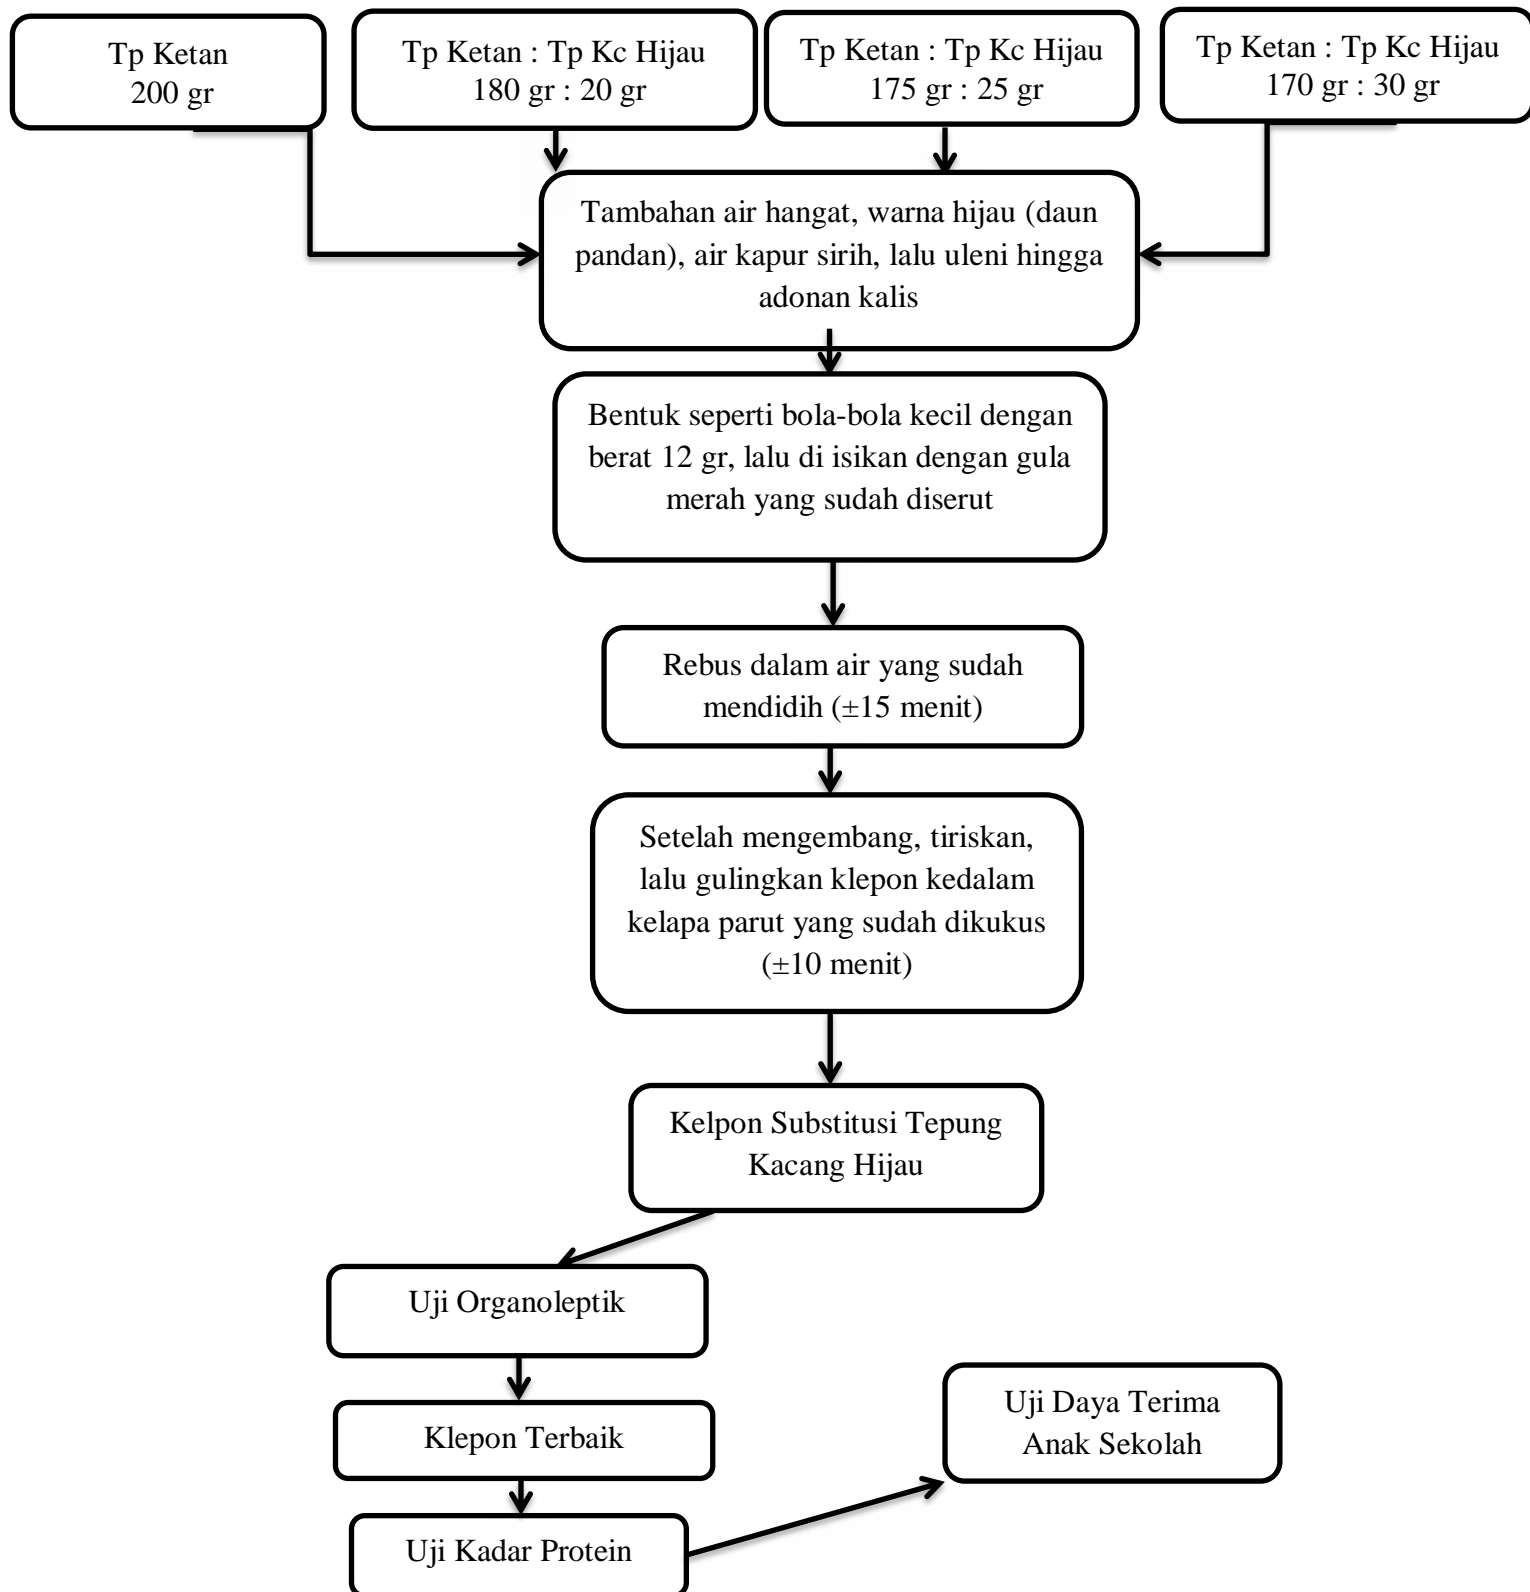 Tp Ketan
200 gr
Tp Ketan : Tp Kc Hijau
180 gr : 20 gr
Tp Ketan : Tp Kc Hijau
175 gr : 25 gr
Tp Ketan : Tp Kc Hijau
170 gr : 30 gr
Tambahan air hangat, warna hijau (daun
pandan), air kapur sirih, lalu uleni hingga
adonan kalis
Bentuk seperti bola-bola kecil dengan
berat 12 gr, lalu di isikan dengan gula
merah yang sudah diserut
Rebus dalam air yang sudah
mendidih (±15 menit)
Setelah mengembang, tiriskan,
lalu gulingkan klepon kedalam
kelapa parut yang sudah dikukus
(±10 menit)
Kelpon Substitusi Tepung
Kacang Hijau
Uji Organoleptik
Klepon Terbaik
Uji Kadar Protein
Uji Daya Terima
Anak Sekolah